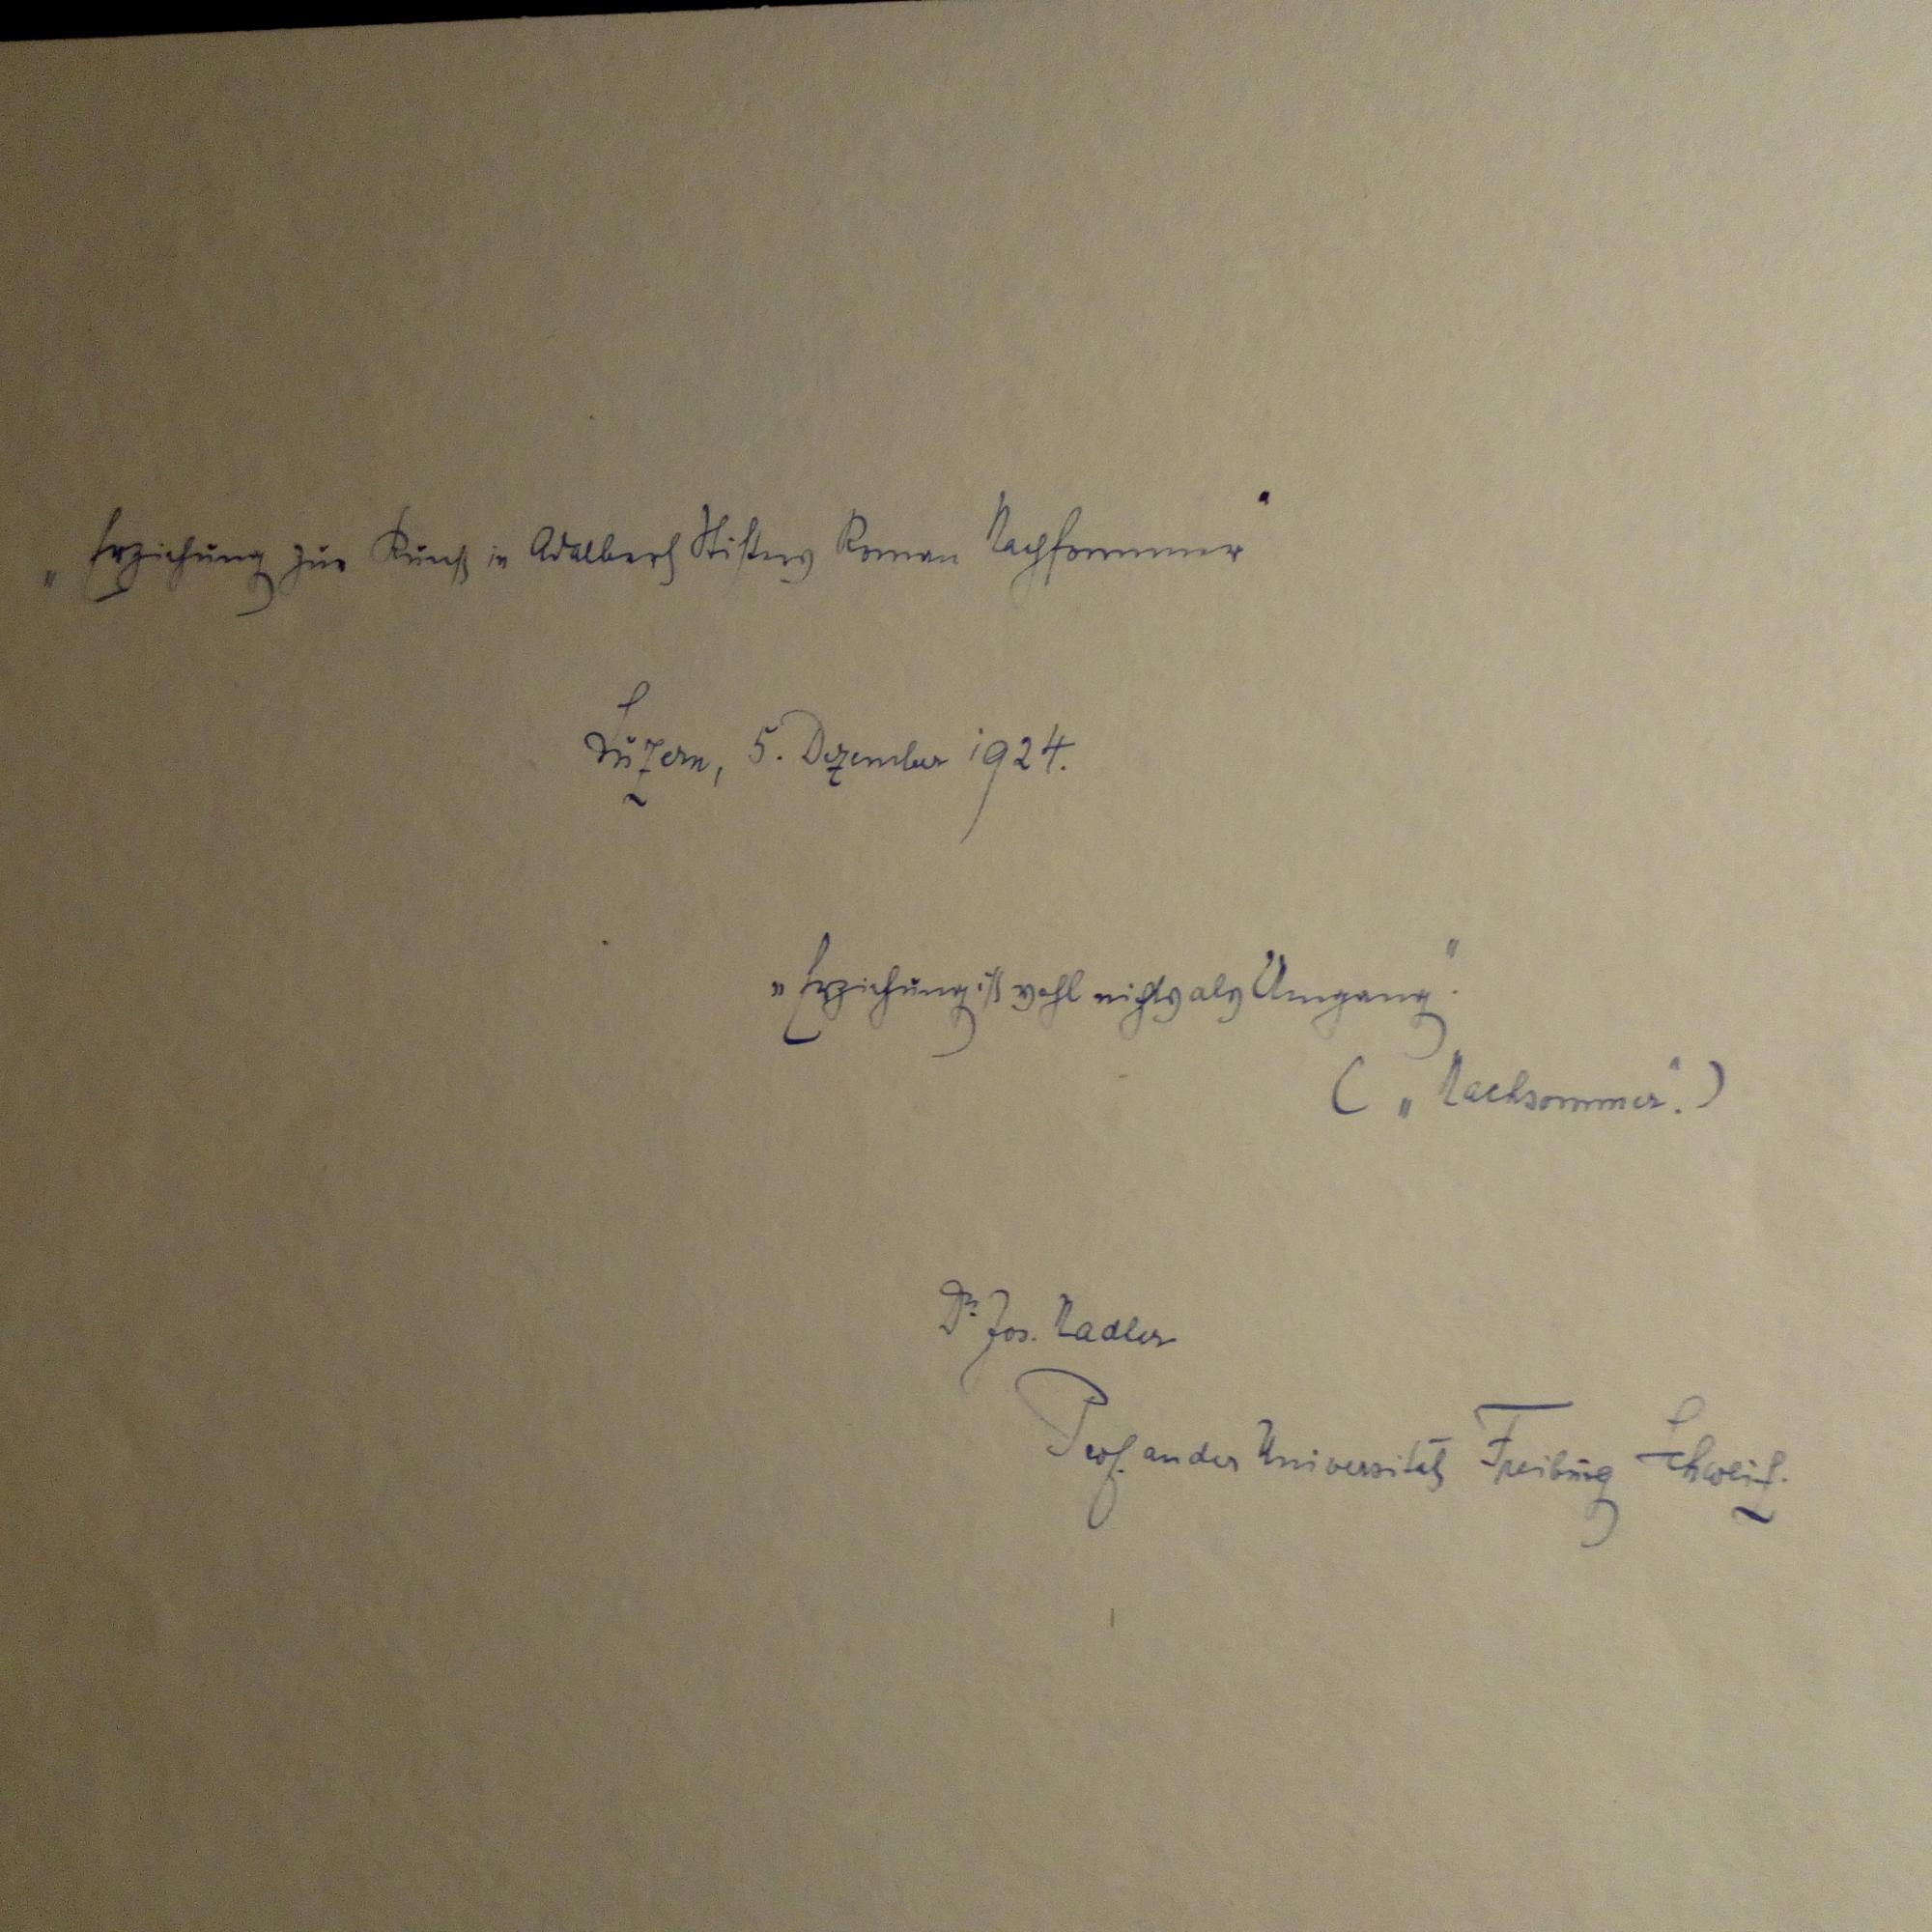 „Erziehung zur Kunst in Adalbert Stifters Roman Nachsommer"
Luzern, 5. Dezember 1924.
„Erziehung ist wohl nichts als Umgang".
(„Nachsommer".)
Dr. Jos. Nadler
Prof. an der Universität Freiburg Schweiz.